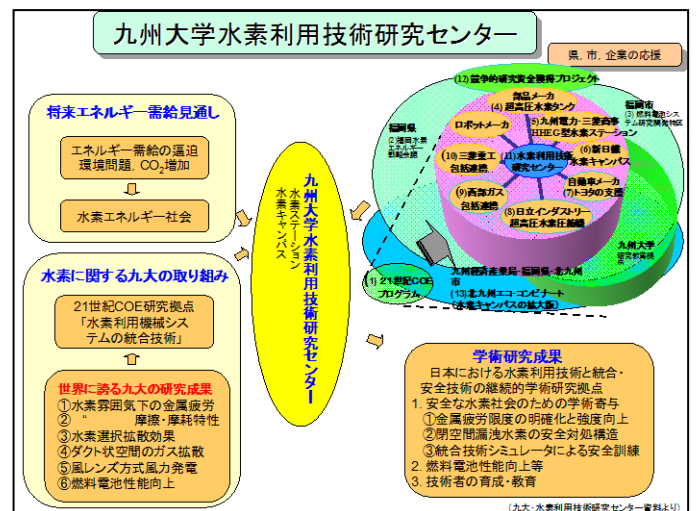 九州大学水素利用技術研究センター
県，市，企業の応援
将来エネルギー需給見通し
エネルギー需給の逼迫
環境問題，CO2増加
水素エネルギー社会
水素に関する九大の取り組み
21世紀COE研究拠点
「水素利用機械シス
テムの統合技術」
世界に誇る九大の研究成果
①水素雰囲気下の金属疲労
② 〃 摩擦・摩耗特性
③水素選択拡散効果
④ダクト状空間のガス拡散
⑤風レンズ方式風力発電
⑥燃料電池性能向上
九州大学水素利用技術研究センター
水素ステーション
水素キャンパス
(12)競争的研究資金獲得プロジェクト
部品メーカ
(4) 超高圧水素タンク
福岡県
(2)福岡水素
エネルギー
戦略会議
福岡市
(3) 燃料電池シス
テム研究開発特区
ロボットメーカ
(5)九州電力・三菱商事
HHEG型水素ステーション
(10)三菱重工
包括連携
(11)水素利用技術
研究センター
(6)新日鐵
水素キャンパス
(9)西部ガス
包括連携
自動車メーカ
(7)トヨタの支援
(8)日立インダストリー
超高圧水素圧縮機
九州大学
(1) 21世紀COE
プログラム
九州経済産業局・福岡県・北九州
市
(13)北九州エコ・コンビナート
(水素キャンパスの拡大版)
学術研究成果
日本における水素利用技術と統合・
安全技術の継続的学術研究拠点
1. 安全な水素社会のための学術寄与
①金属疲労限度の明確化と強度向上
②閉空間漏洩水素の安全対処構造
③統合技術シミュレータによる安全訓練
2. 燃料電池性能向上等
3. 技術者の育成・教育
(九大・水素利用技術研究センター資料より)